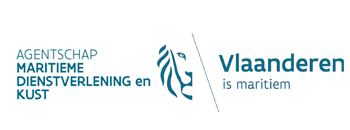 AGENTSCHAP
MARITIEME
DIENSTVERLENING en
KUST
Vlaanderen
is maritiem